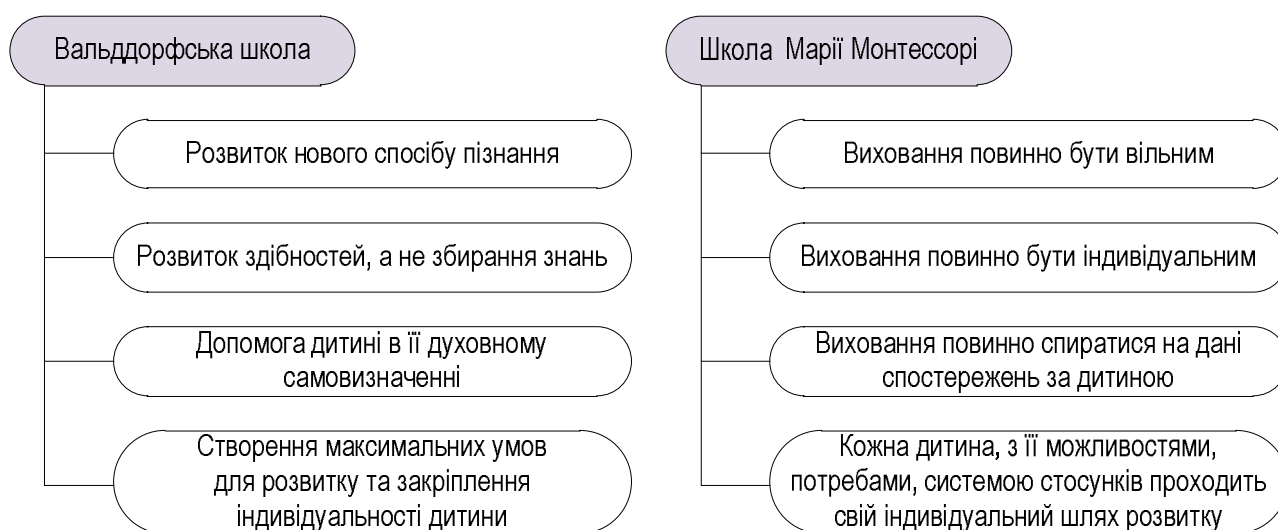 Вальддорфська школа
Розвиток нового спосібу пізнання
Розвиток здібностей, а не збирання знань
Допомога дитині в її духовному
самовизначенні
Створення максимальних умов
для розвитку та закріплення
індивідуальності дитини
Школа Марії Монтессорі
Виховання повинно бути вільним
Виховання повинно бути індивідуальним
Виховання повинно спиратися на дані
спостережень за дитиною
Кожна дитина, з її можливостями,
потребами, системою стосунків проходить
свій індивідуальний шлях розвитку